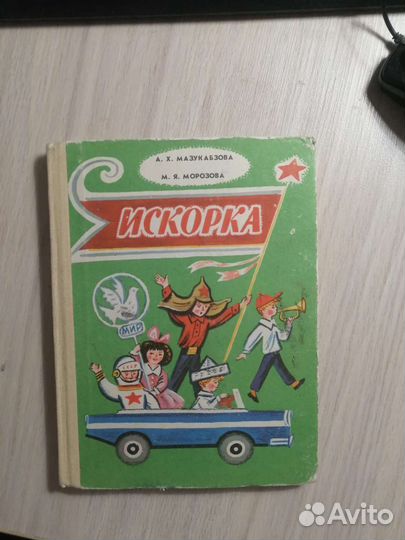 А. Х. МАЗУКАБЗОВА
М. Я. МОРОЗОВА
ИСКОРКА
МИР
СССР
Avito